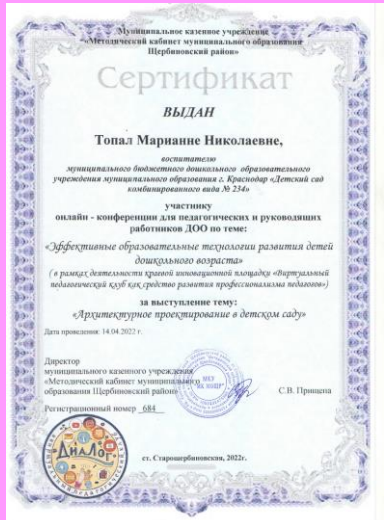 Муниципальное казенное учреждения
«Методический кабинет муниципального образования
Щербиновский район»
Сертификат
ВЫДАН
Топал Марианне Николаевне,
воспитателю
муниципального бюджетного дошкольного образовательного
учреждения муниципального образования г. Краснодар «Детский сад
комбинированного вида № 234»
участнику
онлайн - конференции для педагогических и руководящих
работников ДОО по теме:
«Эффективные образовательные технологии развития детей
дошкольного возраста»
( в рамках деятельности краевой инновационной площадки «Виртуальный
педагогический клуб как средство развития профессионализма педагогов»)
за выступление тему:
«Архитектурное проектирование в детском саду»
Дата проведения: 14.04.2022 г.
Директор
муниципального казенного учреждения
«Методический кабинет муниципального
образования Щербиновский район»
С.В. Прищепа
Регистрационный номер 684
ДиаЛог
ст. Старощербиновская, 2022г.